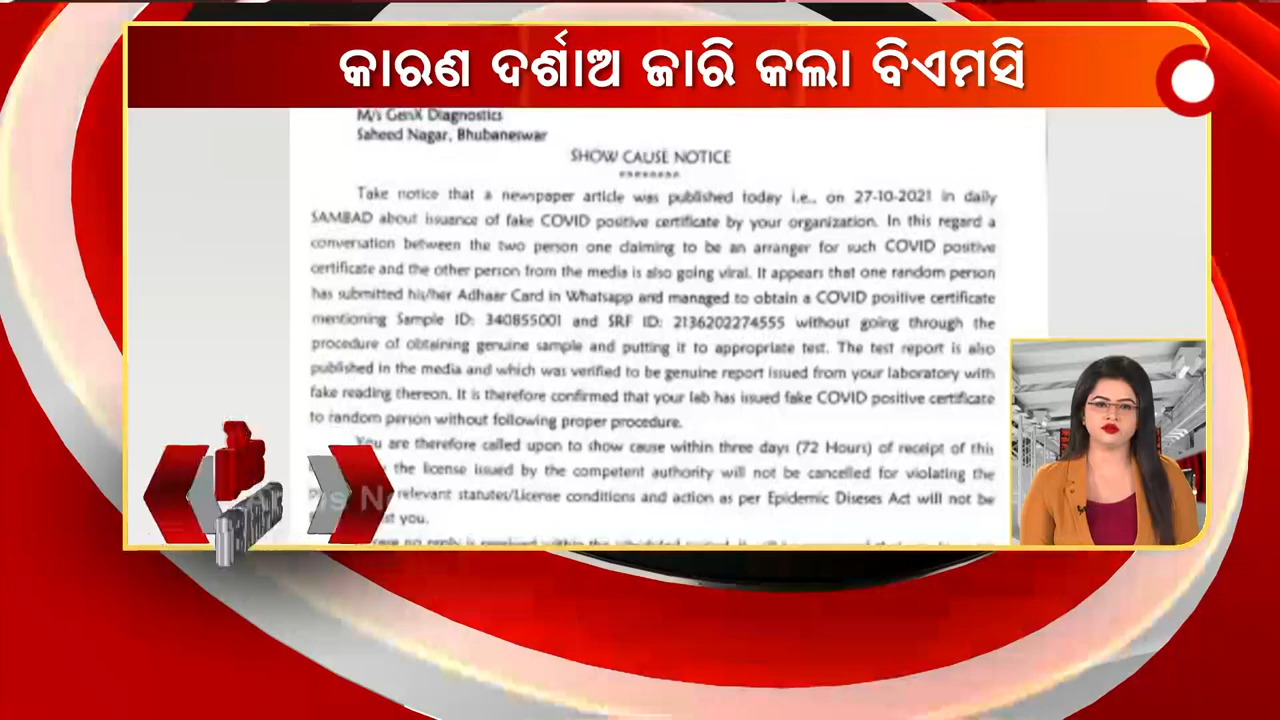 କାରଣ ଦର୍ଶାଅ ଜାରି କଲା ବିଏମସି
M/s GenX Diagnostics
Saheed Nagar, Bhubaneswar
SHOW CAUSE NOTICE
Take notice that a newspaper article was published today i.e., on 27-10-2021 in daily
SAMBAD about issuance of fake COVID positive certificate by your organization. In this regard a
conversation between the two person one claiming to be an arranger for such COVID positive
certificate and the other person from the media is also going viral. It appears that one random person
has submitted his/her Adhaar Card in Whatsapp and managed to obtain a COVID positive certificate
mentioning Sample ID: 340855001 and SRF ID: 2136202274555 without going through the
procedure of obtaining genuine sample and putting it to appropriate test. The test report is also
published in the media and which was verified to be genuine report issued from your laboratory with
fake reading thereon. It is therefore confirmed that your lab has issued fake COVID positive certificate
to random person without following proper procedure.
You are therefore called upon to show cause within three days (72 Hours) of receipt of this
the license issued by the competent authority will not be cancelled for violating the
relevant statutes/License conditions and action as per Epidemic Diseses Act will not be
you.